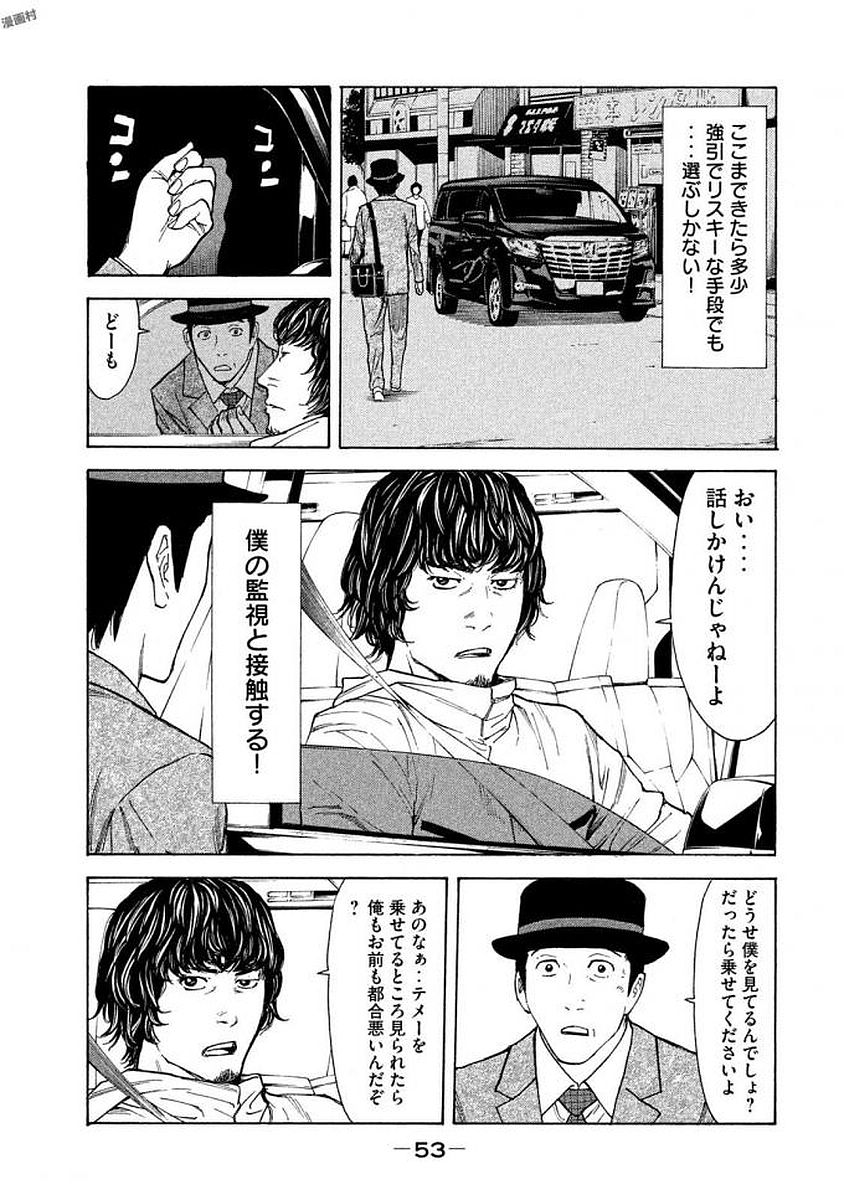 漫画村
ここまできたら多少
強引でリスキーな手段でも
‥‥選ぶしかない!
コン
コン
どーも
おい‥‥
話しかけんじゃねーよ
僕の監視と接触する!
どうせ僕を見てるんでしょ?
だったら乗せてくださいよ
あのなぁ‥テメーを
乗せてるところ見られたら
俺もお前も都合悪いんだぞ
?
—53—